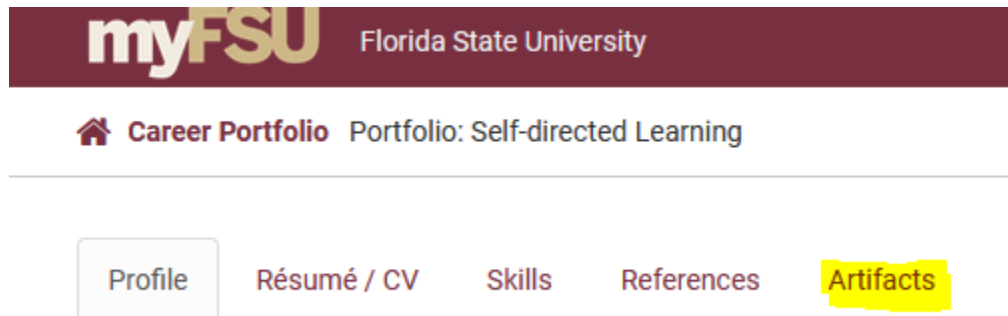 myFSU Florida State University
Career Portfolio Portfolio: Self-directed Learning
Profile Résumé / CV Skills References Artifacts